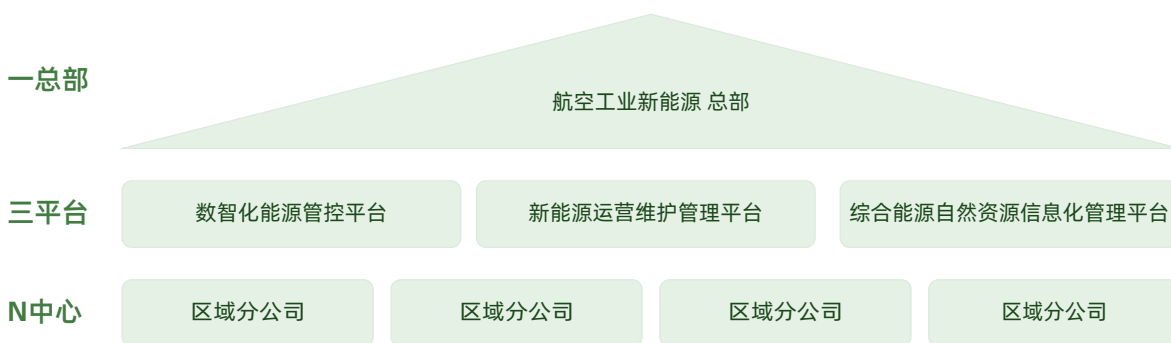 一总部
航空工业新能源 总部
三平台
数智化能源管控平台
新能源运营维护管理平台
综合能源自然资源信息化管理平台
N中心
区域分公司
区域分公司
区域分公司
区域分公司